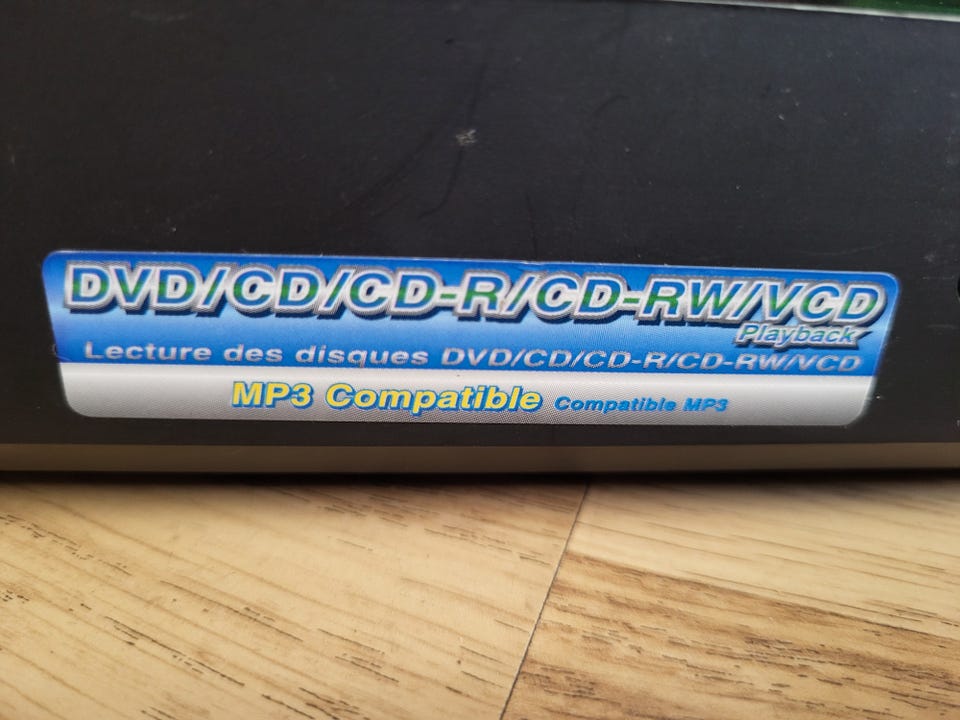 DVD/CD/CD-R/CD-RW/VCD
Playback
Lecture des disques DVD/CD/CD-R/CD-RW/VCD
MP3 Compatible Compatible MP3